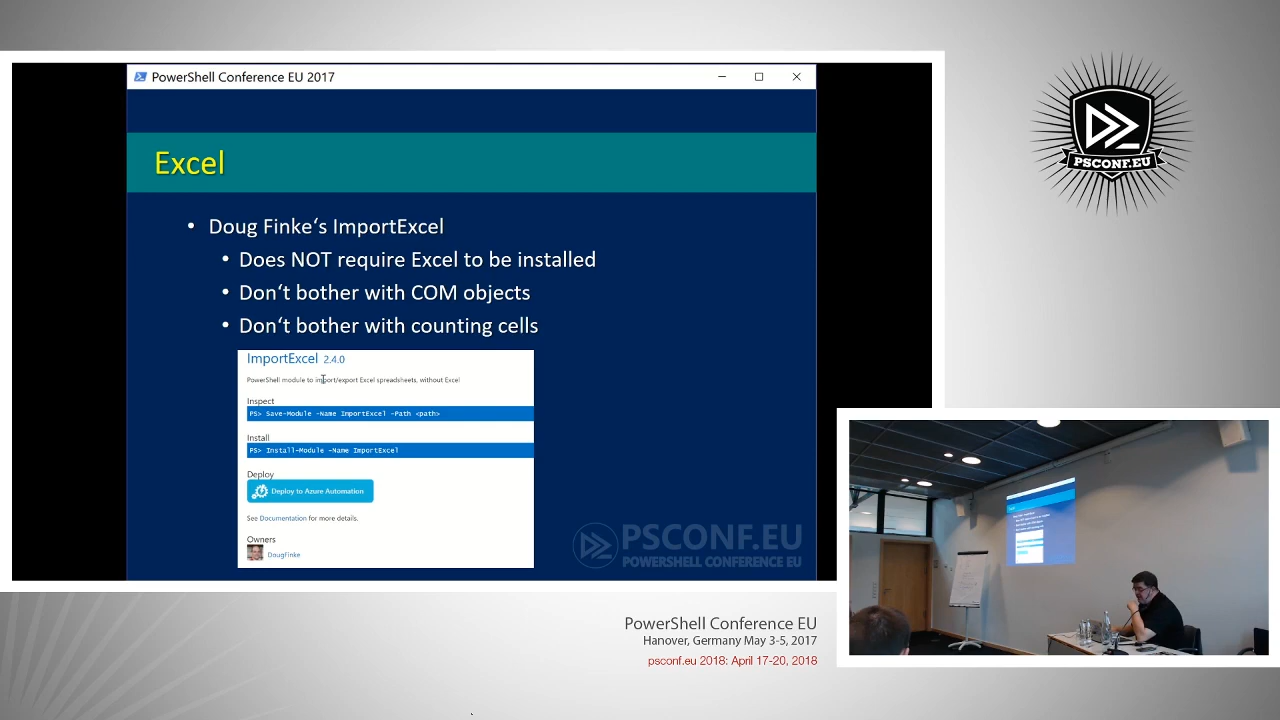 PowerShell Conference EU 2017
Excel
• Doug Finke‘s ImportExcel
• Does NOT require Excel to be installed
• Don‘t bother with COM objects
• Don‘t bother with counting cells
ImportExcel 2.4.0
PowerShell module to import/export Excel spreadsheets, without Excel
Inspect
PS> Save-Module -Name ImportExcel -Path <path>
Install
PS> Install-Module -Name ImportExcel
Deploy
Deploy to Azure Automation
See Documentation for more details.
Owners
DougFinke
PSCONF.EU
POWERSHELL CONFERENCE EU
PSCONF.EU
PowerShell Conference EU
Hanover, Germany May 3-5, 2017
psconf.eu 2018: April 17-20, 2018